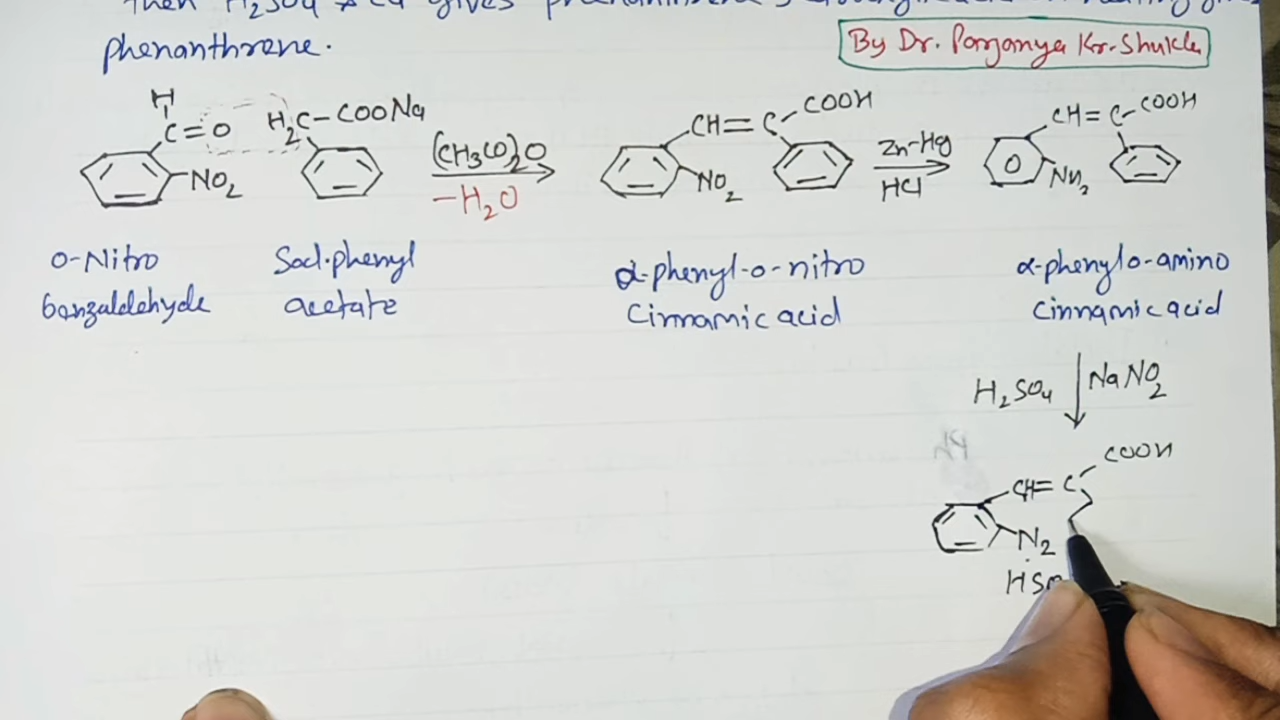 phenanthrene.
By Dr. Parjanya Kr. Shukla
H
C=O
H2C-COONa
NO2
(CH3CO)2O
-H2O
CH=C-COOH
NO2
Zn-Hg
HCl
CH=C-COOH
NH2
O-Nitro
benzaldehyde
Sod.phenyl
acetate
α-phenyl-o-nitro
Cinnamic acid
α-phenyl o-amino
Cinnamic acid
H2SO4
NaNO2
COOH
CH=C
N2